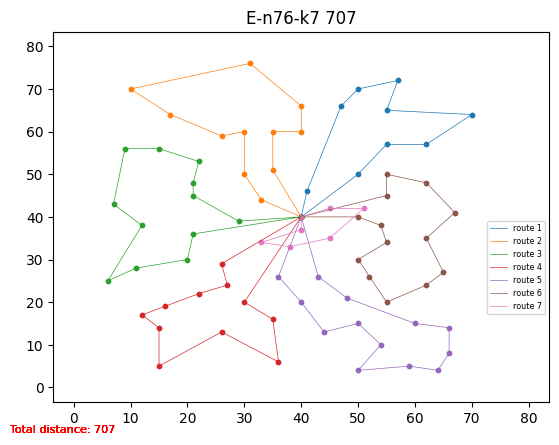 E-n76-k7 707
80
70
60
50
40
30
20
10
0
route 1
route 2
route 3
route 4
route 5
route 6
route 7
0 10 20 30 40 50 60 70 80
Total distance: 707